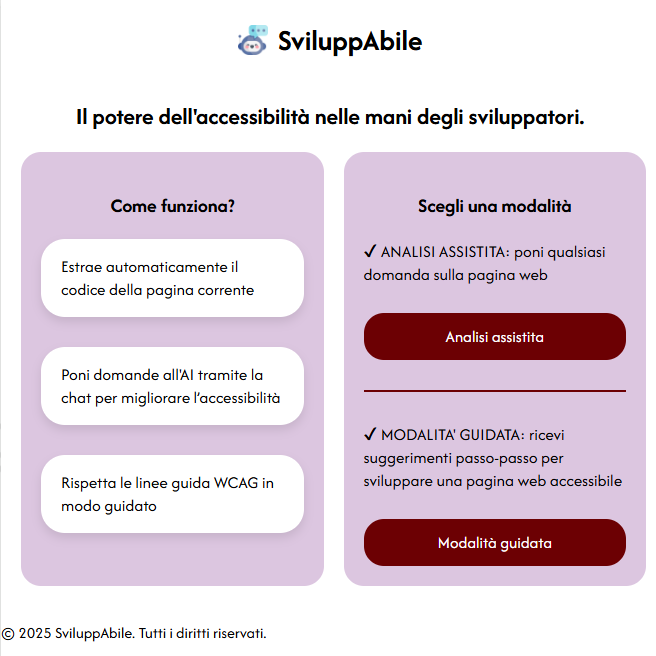 SviluppAbile
Il potere dell'accessibilità nelle mani degli sviluppatori.
Come funziona?
Estrae automaticamente il
codice della pagina corrente
Poni domande all'AI tramite la
chat per migliorare l’accessibilità
Rispetta le linee guida WCAG in
modo guidato
Scegli una modalità
✓ ANALISI ASSISTITA: poni qualsiasi
domanda sulla pagina web
Analisi assistita
✓ MODALITA' GUIDATA: ricevi
suggerimenti passo-passo per
sviluppare una pagina web accessibile
Modalità guidata
© 2025 SviluppAbile. Tutti i diritti riservati.